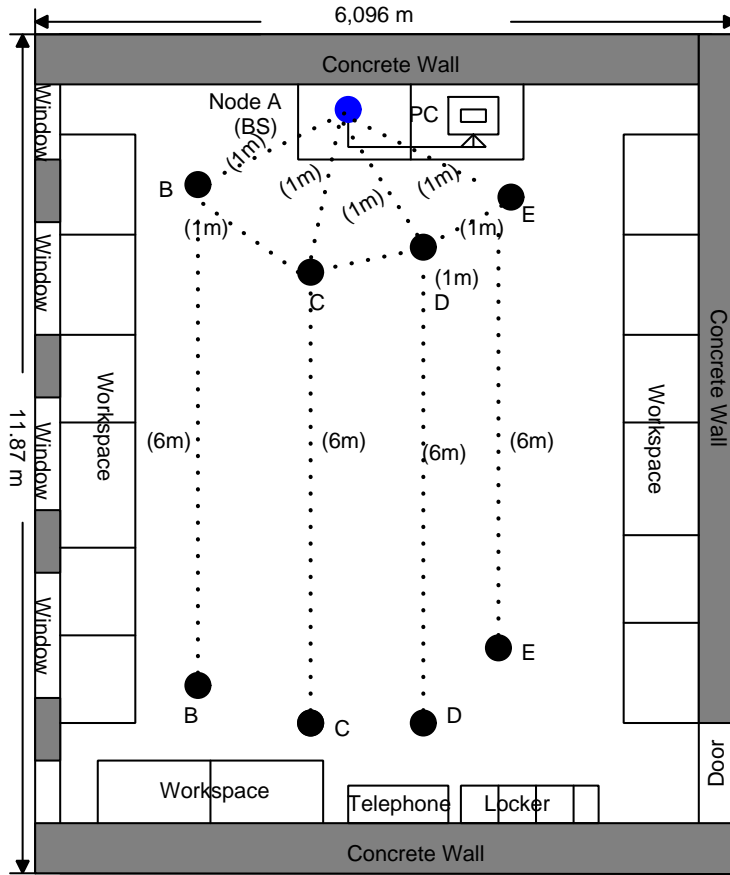 6,096 m
Concrete Wall
Window
Node A
(BS)
PC
(1m)
(1m)
(1m)
(1m)
B
E
(1m)
(1m)
Window
C
(1m)
D
Concrete Wall
11.87 m
Workspace
Workspace
Window
(6m)
(6m)
(6m)
(6m)
Window
E
B
C
D
Door
Workspace
Telephone
Locker
Concrete Wall